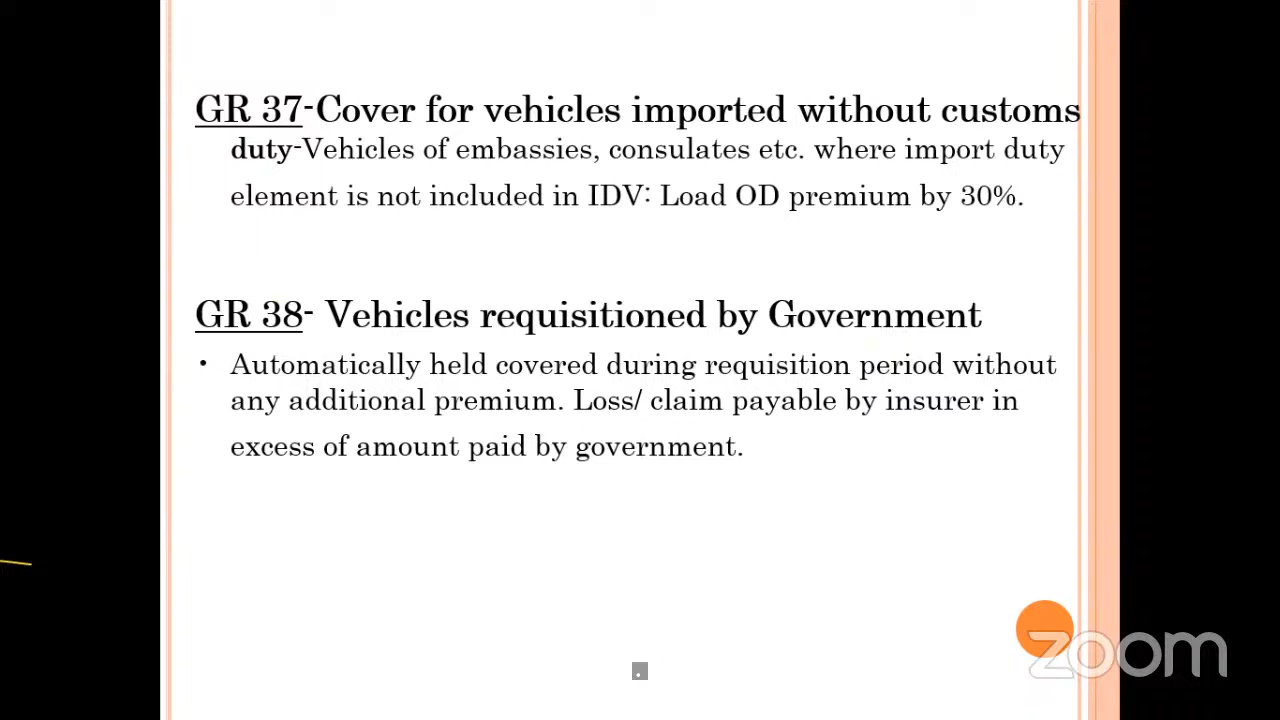 GR 37-Cover for vehicles imported without customs
duty-Vehicles of embassies, consulates etc. where import duty
element is not included in IDV: Load OD premium by 30%.
GR 38- Vehicles requisitioned by Government
• Automatically held covered during requisition period without
any additional premium. Loss/ claim payable by insurer in
excess of amount paid by government.
.
zoom